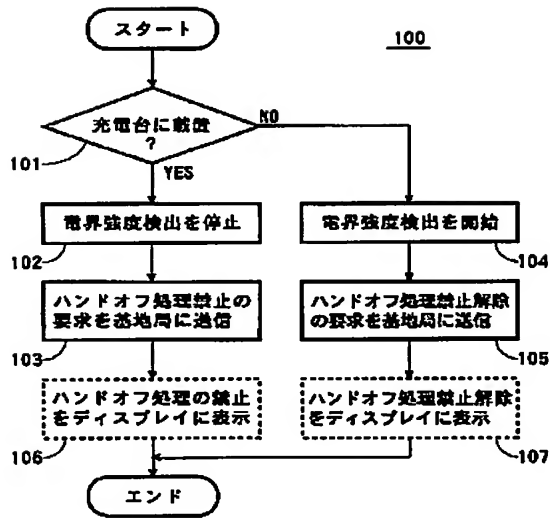 スタート
100
充電台に載置
?
NO
101
YES
電界強度検出を停止
電界強度検出を開始
102
104
ハンドオフ処理禁止の
要求を基地局に送信
ハンドオフ処理禁止解除
の要求を基地局に送信
103
105
ハンドオフ処理の禁止
をディスプレイに表示
ハンドオフ処理禁止解除
をディスプレイに表示
106
107
エンド